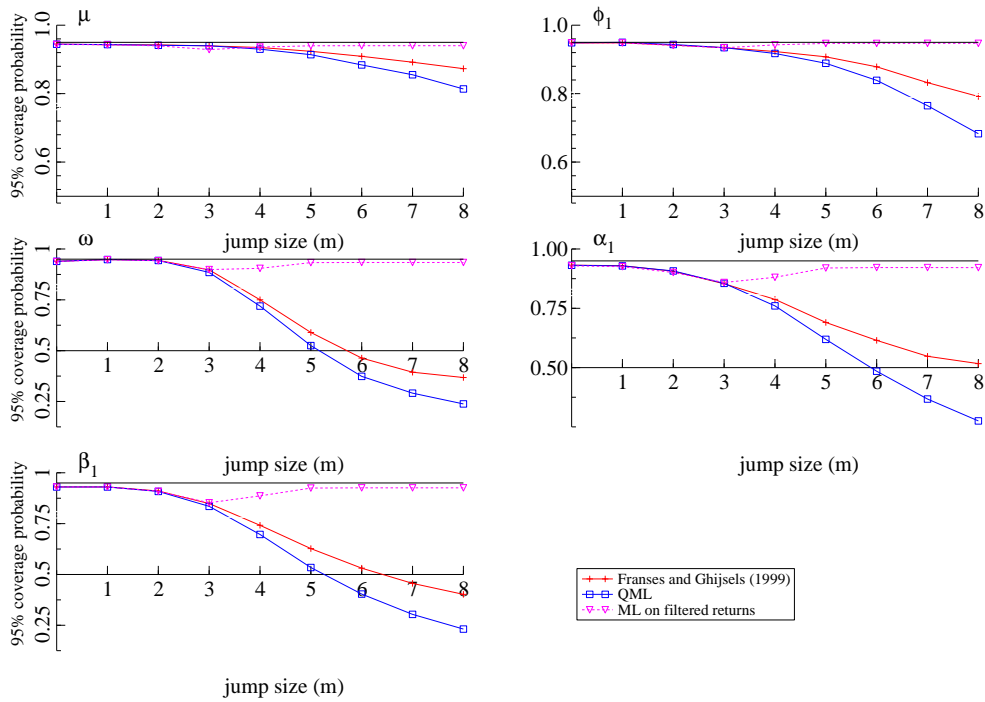 μ
95% coverage probability
1.0
0.8
0.6
1 2 3 4 5 6 7 8
jump size (m)
ϕ1
1.0
0.8
0.6
1 2 3 4 5 6 7 8
jump size (m)
ω
95% coverage probability
1
0.75
0.5
0.25
1 2 3 4 5 6 7 8
jump size (m)
α1
1.00
0.75
0.50
1 2 3 4 5 6 7 8
jump size (m)
β1
95% coverage probability
1
0.75
0.5
0.25
1 2 3 4 5 6 7 8
jump size (m)
Franses and Ghijsels (1999)
QML
ML on filtered returns